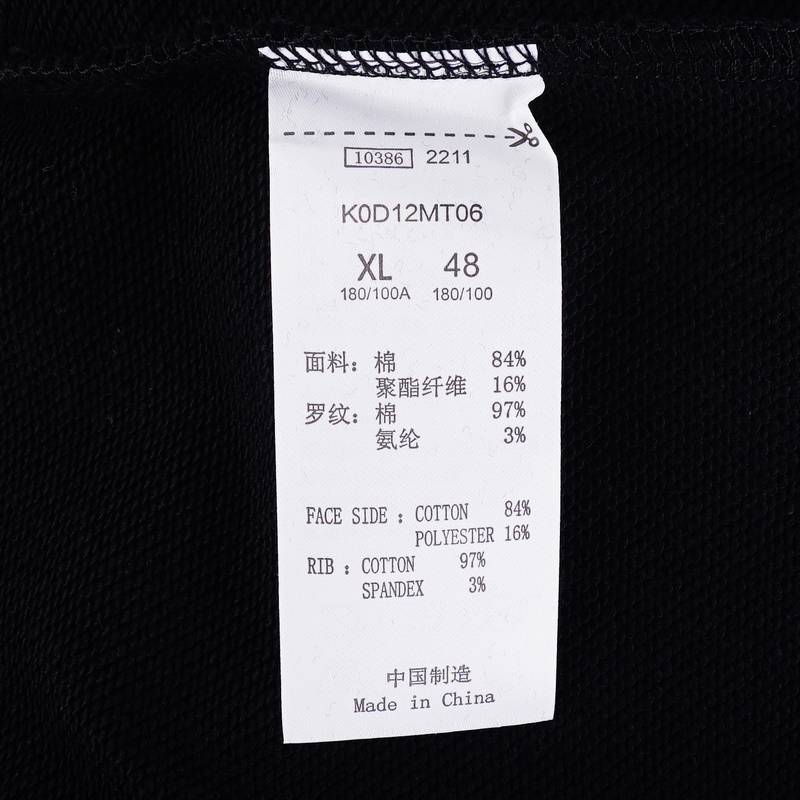 10386 2211
K0D12MT06
XL 48
180/100A 180/100
面料：棉 84%
聚酯纤维 16%
罗纹：棉 97%
氨纶 3%
FACE SIDE : COTTON 84%
POLYESTER 16%
RIB : COTTON 97%
SPANDEX 3%
中国制造
Made in China